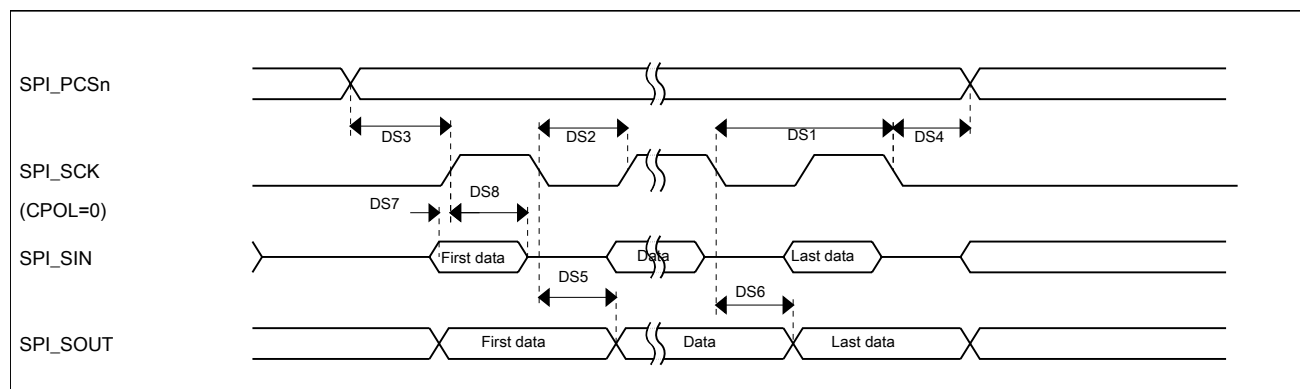 SPI_PCSn
DS3
DS2
DS1
DS4
SPI_SCK
(CPOL=0)
DS7
DS8
SPI_SIN
First data
Data
Last data
DS5
DS6
SPI_SOUT
First data
Data
Last data